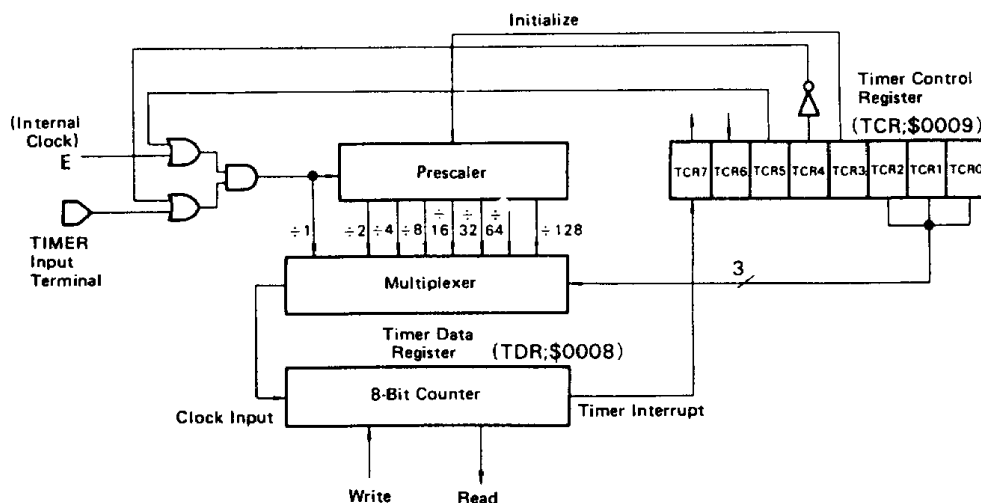 Initialize
Timer Control
Register
(TCR;$0009)
(Internal
Clock)
E
TCR7 TCR6 TCR5 TCR4 TCR3 TCR2 TCR1 TCR0
Prescaler
÷1 ÷2 ÷4 ÷8 ÷16 ÷32 ÷64 ÷128
TIMER
Input
Terminal
Multiplexer
3
Timer Data
Register
(TDR;$0008)
8-Bit Counter
Clock Input
Timer Interrupt
Write
Read